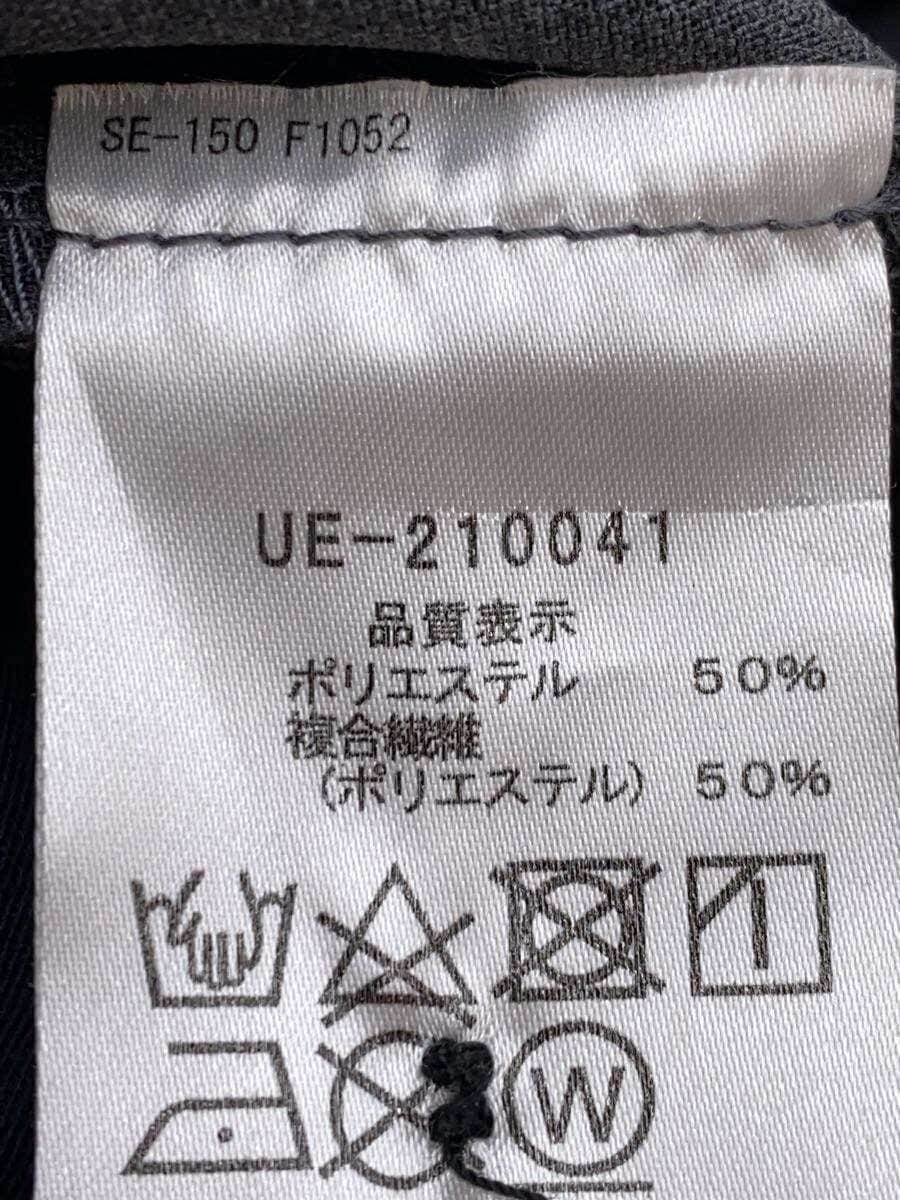 SE-150 F1052
UE-210041
品質表示
ポリエステル 50%
複合繊維
(ポリエステル) 50%
W